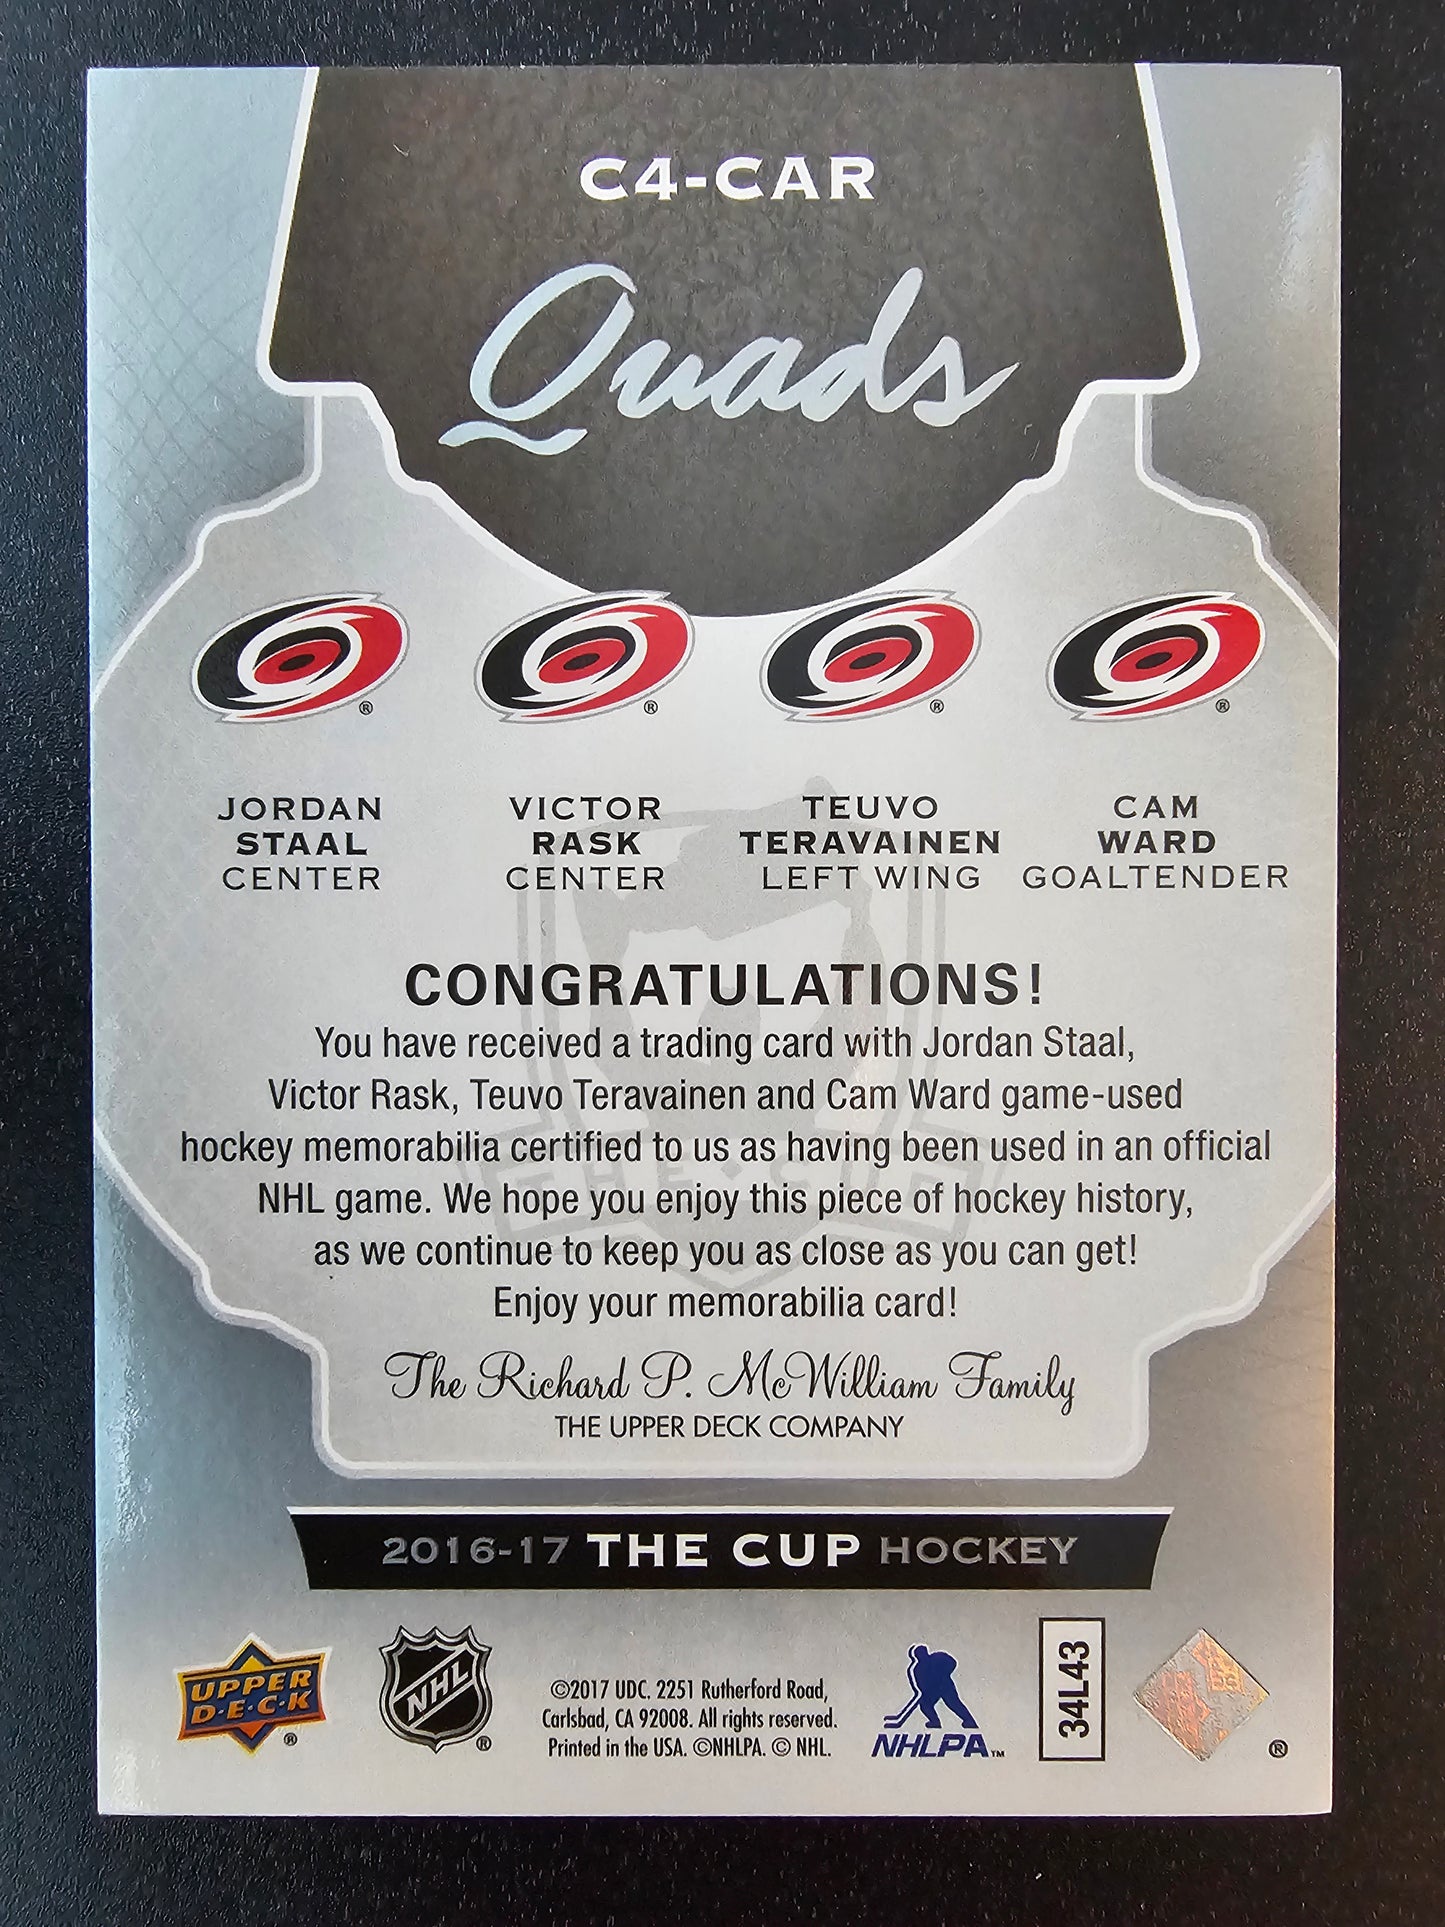 C4-CAR
Quads
® ® ® ®
JORDAN STAAL CENTER
VICTOR RASK CENTER
TEUVO TERAVAINEN LEFT WING
CAM WARD GOALTENDER
CONGRATULATIONS!
You have received a trading card with Jordan Staal,
Victor Rask, Teuvo Teravainen and Cam Ward game-used
hockey memorabilia certified to us as having been used in an official
NHL game. We hope you enjoy this piece of hockey history,
as we continue to keep you as close as you can get!
Enjoy your memorabilia card!
The Richard P. McWilliam Family
THE UPPER DECK COMPANY
2016-17 THE CUP HOCKEY
UPPER
D·E·C·K
®
NHL
®
©2017 UDC. 2251 Rutherford Road,
Carlsbad, CA 92008. All rights reserved.
Printed in the USA. ©NHLPA. © NHL.
NHLPA™
34L43
®